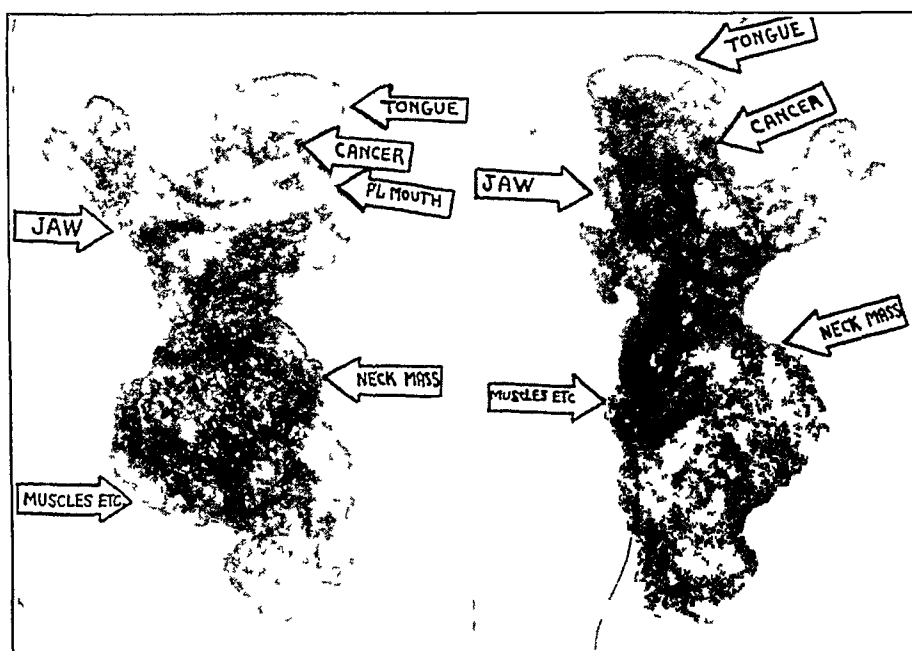 TONGUE
CANCER
PL MOUTH
JAW
NECK MASS
MUSCLES ETC
TONGUE
CANCER
JAW
NECK MASS
MUSCLES ETC